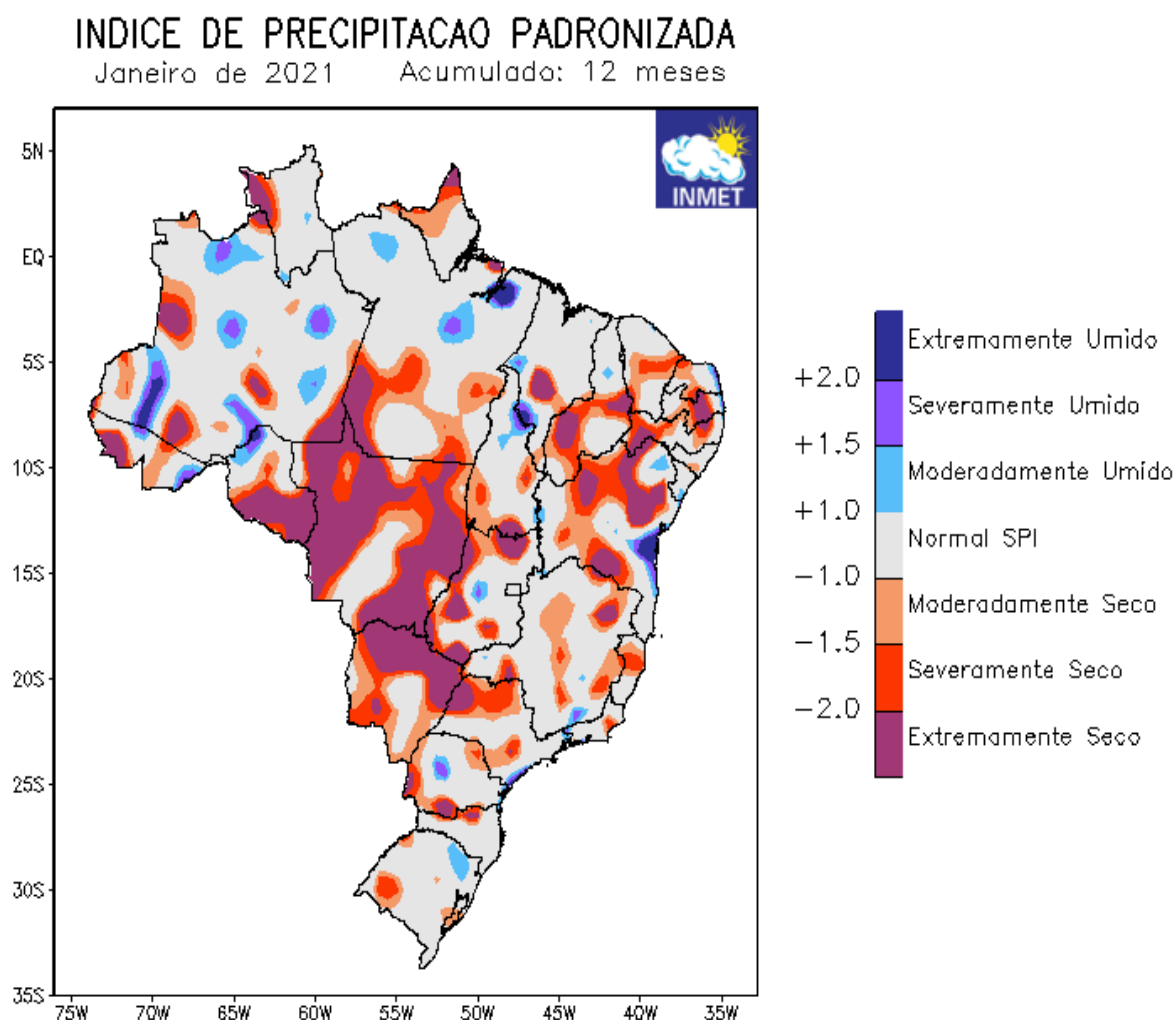 INDICE DE PRECIPITACAO PADRONIZADA
Janeiro de 2021 Acumulado: 12 meses
INMET
5N
EQ
5S
10S
15S
20S
25S
30S
35S
75W 70W 65W 60W 55W 50W 45W 40W 35W
Extremamente Umido
+2.0
Severamente Umido
+1.5
Moderadamente Umido
+1.0
Normal SPI
-1.0
Moderadamente Seco
-1.5
Severamente Seco
-2.0
Extremamente Seco